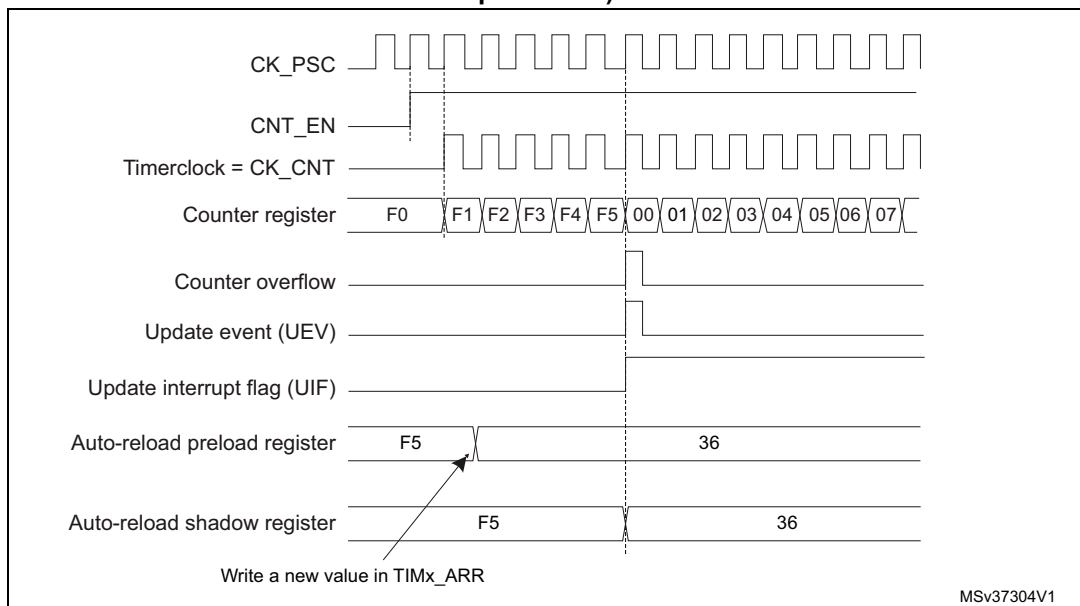 CK_PSC
CNT_EN
Timerclock = CK_CNT
Counter register F0 F1 F2 F3 F4 F5 00 01 02 03 04 05 06 07
Counter overflow
Update event (UEV)
Update interrupt flag (UIF)
Auto-reload preload register F5 36
Auto-reload shadow register F5 36
Write a new value in TIMx_ARR
MSv37304V1